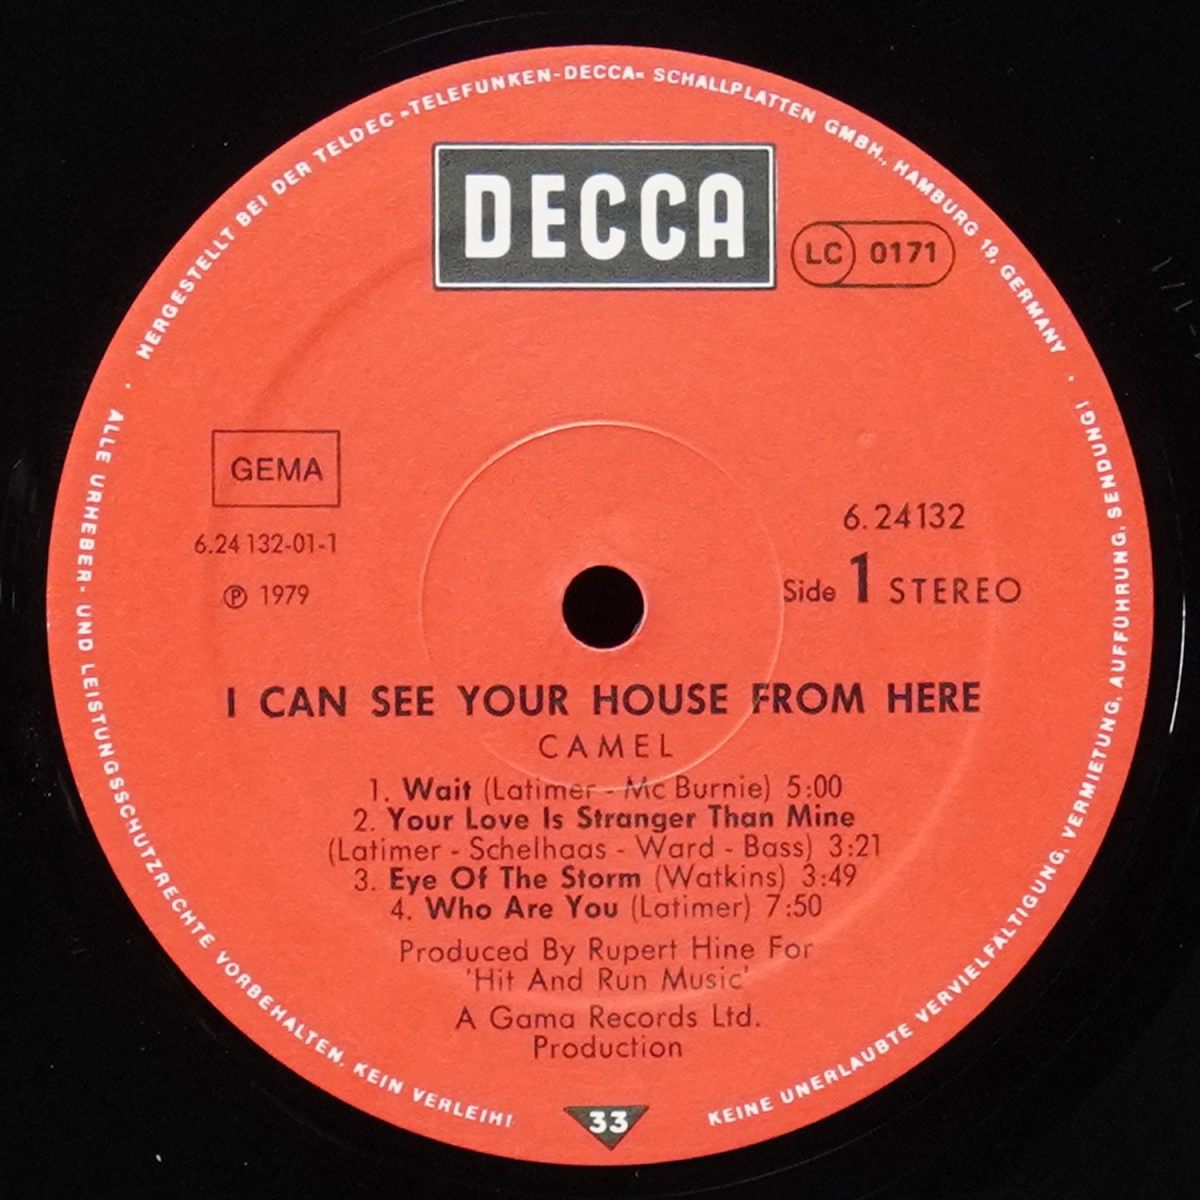 HERGESTELLT BEI DER TELDEC »TELEFUNKEN-DECCA« SCHALLPLATTEN GMBH., HAMBURG 19, GERMANY ·
DECCA
LC 0171
GEMA
6.24132-01-1
℗ 1979
6.24132
Side 1 STEREO
I CAN SEE YOUR HOUSE FROM HERE
CAMEL
1. Wait (Latimer - Mc Burnie) 5:00
2. Your Love Is Stranger Than Mine
(Latimer - Schelhaas - Ward - Bass) 3:21
3. Eye Of The Storm (Watkins) 3:49
4. Who Are You (Latimer) 7:50
Produced By Rupert Hine For
'Hit And Run Music'
A Gama Records Ltd.
Production
33
· ALLE URHEBER- UND LEISTUNGSSCHUTZRECHTE VORBEHALTEN. KEIN VERLEIH!
KEINE UNERLAUBTE VERVIELFÄLTIGUNG, VERMIETUNG, AUFFÜHRUNG, SENDUNG!